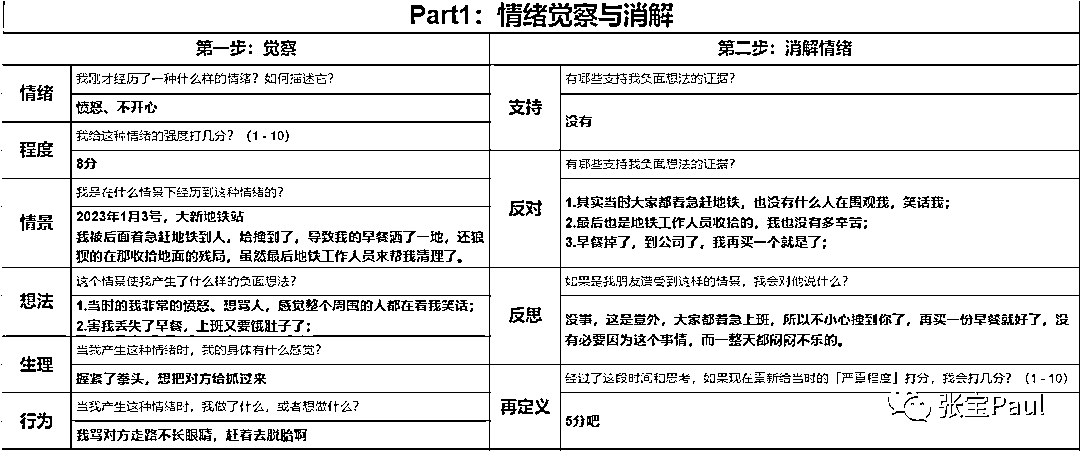 Part1：情绪觉察与消解
第一步：觉察
第二步：消解情绪
情绪
我刚才经历了一种什么样的情绪？如何描述它？
愤怒、不开心
程度
我给这种情绪的强度打几分？（1 - 10）
8分
情景
我是在什么情景下经历到这种情绪的？
2023年1月3号，大新地铁站
我被后面着急赶地铁到人，给撞到了，导致我的早餐洒了一地，还狼
狈的在那收拾地面的残局，虽然最后地铁工作人员来帮我清理了。
想法
这个情景使我产生了什么样的负面想法？
1.当时的我非常的愤怒、想骂人，感觉整个周围的人都在看我笑话；
2.害我丢失了早餐，上班又要饿肚子了；
生理
当我产生这种情绪时，我的具体有什么感觉？
握紧了拳头，想把对方给抓过来
行为
当我产生这种情绪时，我做了什么，或者想做什么？
我骂对方走路不长眼睛，赶着去脱胎啊
支持
有哪些支持我负面想法的证据？
没有
反对
有哪些支持我负面想法的证据？
1.其实当时大家都着急赶地铁，也没有什么人在围观我，笑话我；
2.最后也是地铁工作人员收拾的，我也没有多辛苦；
3.早餐掉了，到公司了，我再买一个就是了；
反思
如果是我朋友遭受到这样的情景，我会对他说什么？
没事，这是意外，大家都着急上班，所以不小心撞到你了，再买一份早餐就好了，没
有必要因为这个事情，而一整天都闷闷不乐的。
再定义
经过了这段时间和思考，如果现在重新给当时的「严重程度」打分，我会打几分？（1 - 10）
5分吧
张宝Paul